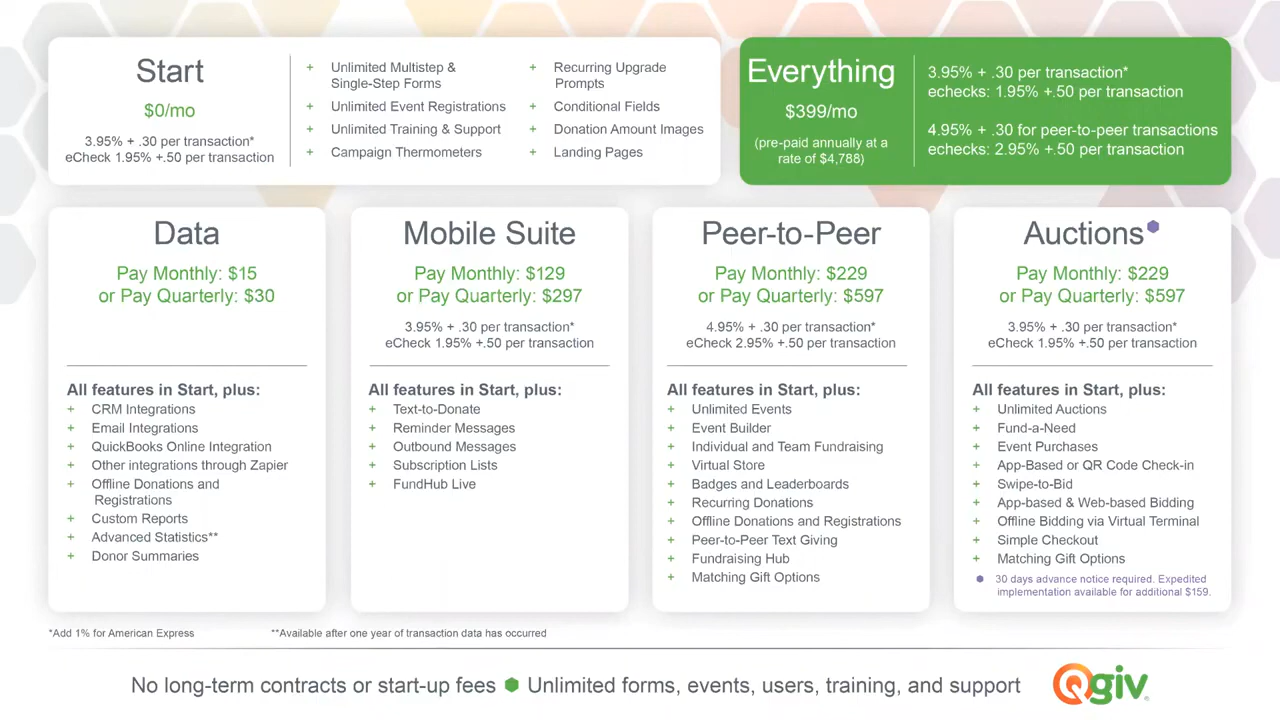 Start
$0/mo
3.95% + .30 per transaction*
eCheck 1.95% +.50 per transaction
+ Unlimited Multistep &
Single-Step Forms
+ Unlimited Event Registrations
+ Unlimited Training & Support
+ Campaign Thermometers
+ Recurring Upgrade
Prompts
+ Conditional Fields
+ Donation Amount Images
+ Landing Pages
Everything
$399/mo
(pre-paid annually at a
rate of $4,788)
3.95% + .30 per transaction*
echecks: 1.95% +.50 per transaction
4.95% + .30 for peer-to-peer transactions
echecks: 2.95% +.50 per transaction
Data
Pay Monthly: $15
or Pay Quarterly: $30
All features in Start, plus:
+ CRM Integrations
+ Email Integrations
+ QuickBooks Online Integration
+ Other integrations through Zapier
+ Offline Donations and
Registrations
+ Custom Reports
+ Advanced Statistics**
+ Donor Summaries
Mobile Suite
Pay Monthly: $129
or Pay Quarterly: $297
3.95% + .30 per transaction*
eCheck 1.95% +.50 per transaction
All features in Start, plus:
+ Text-to-Donate
+ Reminder Messages
+ Outbound Messages
+ Subscription Lists
+ FundHub Live
Peer-to-Peer
Pay Monthly: $229
or Pay Quarterly: $597
4.95% + .30 per transaction*
eCheck 2.95% +.50 per transaction
All features in Start, plus:
+ Unlimited Events
+ Event Builder
+ Individual and Team Fundraising
+ Virtual Store
+ Badges and Leaderboards
+ Recurring Donations
+ Offline Donations and Registrations
+ Peer-to-Peer Text Giving
+ Fundraising Hub
+ Matching Gift Options
Auctions
Pay Monthly: $229
or Pay Quarterly: $597
3.95% + .30 per transaction*
eCheck 1.95% +.50 per transaction
All features in Start, plus:
+ Unlimited Auctions
+ Fund-a-Need
+ Event Purchases
+ App-Based or QR Code Check-in
+ Swipe-to-Bid
+ App-based & Web-based Bidding
+ Offline Bidding via Virtual Terminal
+ Simple Checkout
+ Matching Gift Options
30 days advance notice required. Expedited
implementation available for additional $159.
*Add 1% for American Express
**Available after one year of transaction data has occurred
No long-term contracts or start-up fees
Unlimited forms, events, users, training, and support
Qgiv®